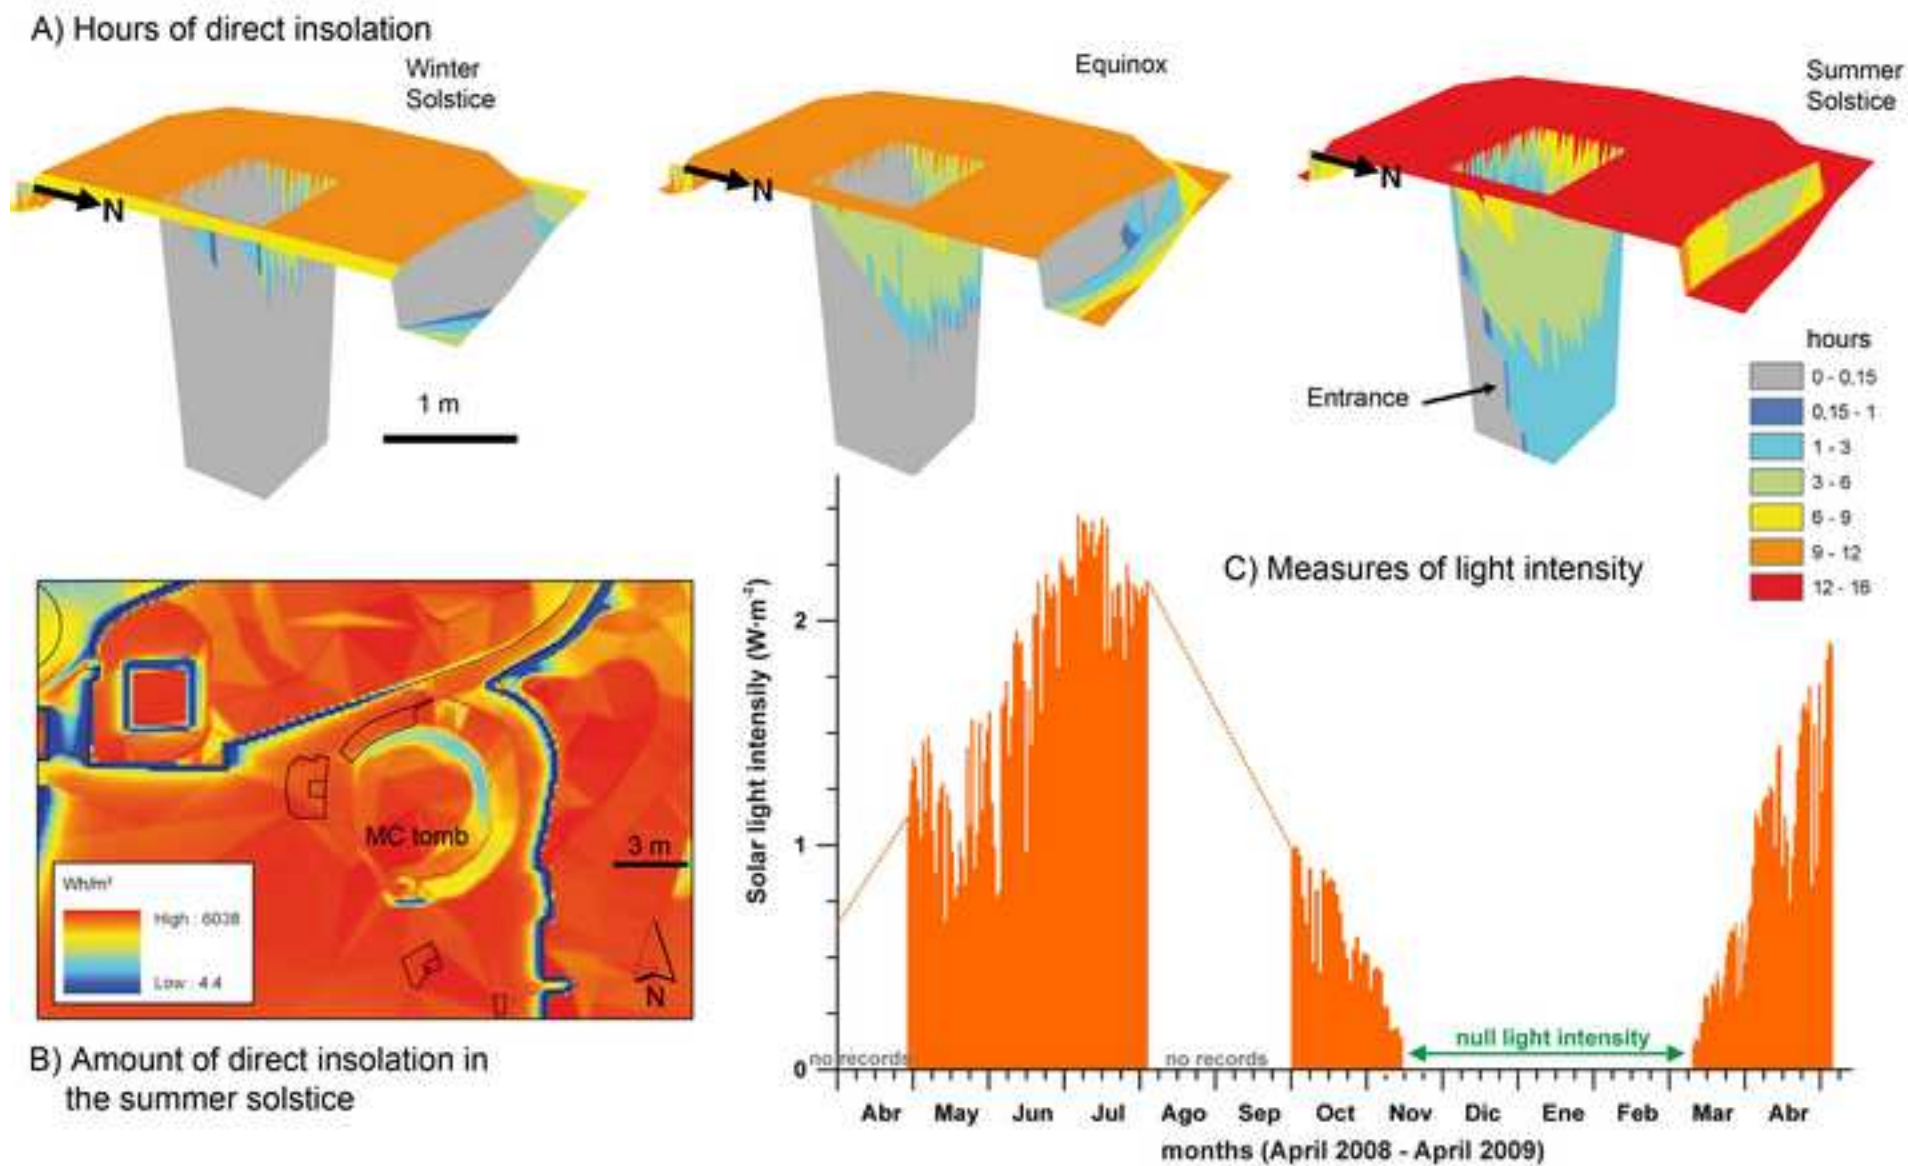 A) Hours of direct insolation
Winter
Solstice
Equinox
Summer
Solstice
N
N
N
1 m
Entrance
hours
0 - 0,15
0,15 - 1
1 - 3
3 - 6
6 - 9
9 - 12
12 - 16
C) Measures of light intensity
MC tomb
3 m
Wh/m²
High : 6038
Low : 4.4
N
B) Amount of direct insolation in
the summer solstice
Solar light intensily (W·m⁻²)
2
1
0
no records
no records
null light intensity
Abr May Jun Jul Ago Sep Oct Nov Dic Ene Feb Mar Abr
months (April 2008 - April 2009)